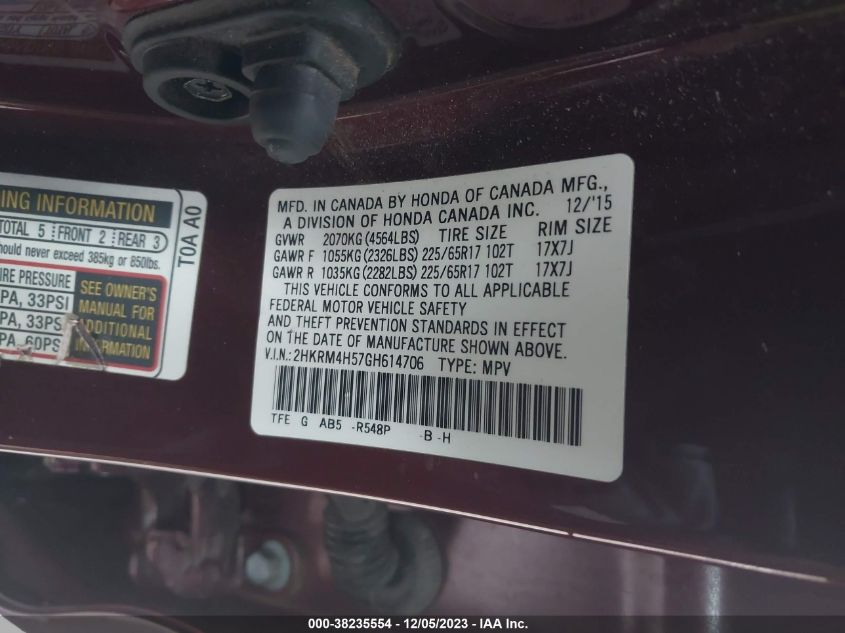 ING INFORMATION
TOTAL 5 FRONT 2 REAR 3
hould never exceed 385kg or 850lbs.
IRE PRESSURE
PA, 33PSI
PA, 33PSI
PA, 60PSI
SEE OWNER'S
MANUAL FOR
ADDITIONAL
INFORMATION
T0A A0
MFD. IN CANADA BY HONDA OF CANADA MFG.,
A DIVISION OF HONDA CANADA INC. 12/'15
GVWR 2070KG (4564LBS) TIRE SIZE RIM SIZE
GAWR F 1055KG (2326LBS) 225/65R17 102T 17X7J
GAWR R 1035KG (2282LBS) 225/65R17 102T 17X7J
THIS VEHICLE CONFORMS TO ALL APPLICABLE
FEDERAL MOTOR VEHICLE SAFETY
AND THEFT PREVENTION STANDARDS IN EFFECT
ON THE DATE OF MANUFACTURE SHOWN ABOVE.
V.I.N.: 2HKRM4H57GH614706 TYPE: MPV
TFE G AB5 -R548P -B -H
000-38235554 - 12/05/2023 - IAA Inc.